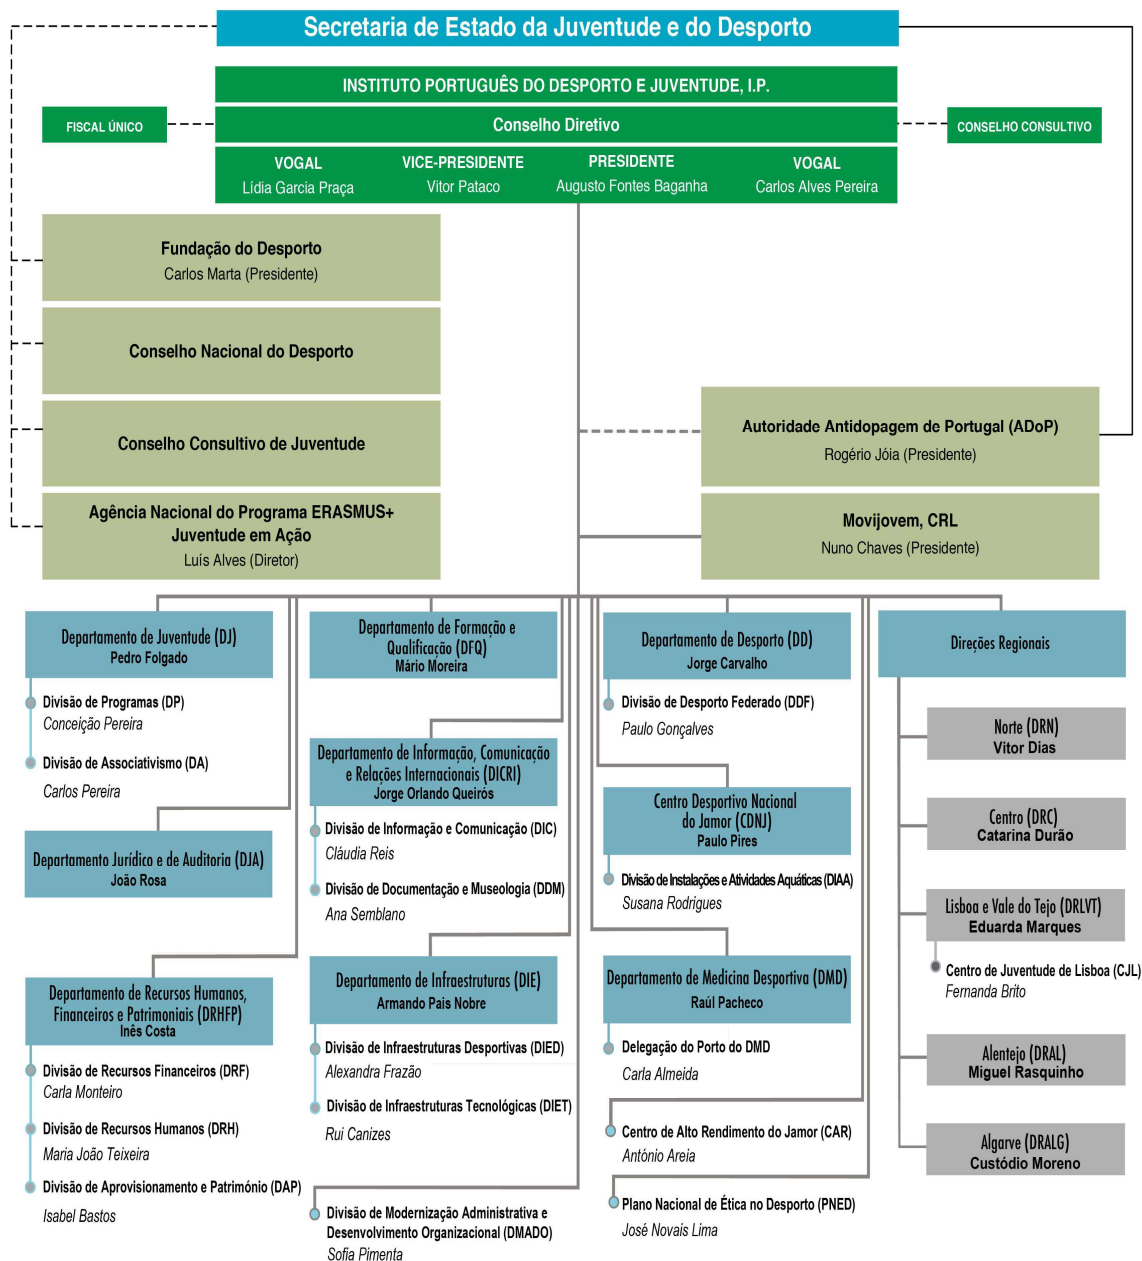 Secretaria de Estado da Juventude e do Desporto
INSTITUTO PORTUGUÊS DO DESPORTO E JUVENTUDE, I.P.
FISCAL ÚNICO
Conselho Diretivo
CONSELHO CONSULTIVO
VOGAL
Lídia Garcia Praça
VICE-PRESIDENTE
Vitor Pataco
PRESIDENTE
Augusto Fontes Baganha
VOGAL
Carlos Alves Pereira
Fundação do Desporto
Carlos Marta (Presidente)
Conselho Nacional do Desporto
Conselho Consultivo de Juventude
Agência Nacional do Programa ERASMUS+
Juventude em Ação
Luís Alves (Diretor)
Autoridade Antidopagem de Portugal (ADoP)
Rogério Jóia (Presidente)
Movijovem, CRL
Nuno Chaves (Presidente)
Departamento de Juventude (DJ)
Pedro Folgado
Divisão de Programas (DP)
Conceição Pereira
Divisão de Associativismo (DA)
Carlos Pereira
Departamento Jurídico e de Auditoria (DJA)
João Rosa
Departamento de Recursos Humanos,
Financeiros e Patrimoniais (DRHFP)
Inês Costa
Divisão de Recursos Financeiros (DRF)
Carla Monteiro
Divisão de Recursos Humanos (DRH)
Maria João Teixeira
Divisão de Aprovisionamento e Património (DAP)
Isabel Bastos
Departamento de Formação e
Qualificação (DFQ)
Mário Moreira
Departamento de Informação, Comunicação
e Relações Internacionais (DICRI)
Jorge Orlando Queirós
Divisão de Informação e Comunicação (DIC)
Cláudia Reis
Divisão de Documentação e Museologia (DDM)
Ana Semblano
Departamento de Infraestruturas (DIE)
Armando Pais Nobre
Divisão de Infraestruturas Desportivas (DIED)
Alexandra Frazão
Divisão de Infraestruturas Tecnológicas (DIET)
Rui Canizes
Divisão de Modernização Administrativa e
Desenvolvimento Organizacional (DMADO)
Sofia Pimenta
Departamento de Desporto (DD)
Jorge Carvalho
Divisão de Desporto Federado (DDF)
Paulo Gonçalves
Centro Desportivo Nacional
do Jamor (CDNJ)
Paulo Pires
Divisão de Instalações e Atividades Aquáticas (DIAA)
Susana Rodrigues
Departamento de Medicina Desportiva (DMD)
Raúl Pacheco
Delegação do Porto do DMD
Carla Almeida
Centro de Alto Rendimento do Jamor (CAR)
António Areia
Plano Nacional de Ética no Desporto (PNED)
José Novais Lima
Direções Regionais
Norte (DRN)
Vitor Dias
Centro (DRC)
Catarina Durão
Lisboa e Vale do Tejo (DRLVT)
Eduarda Marques
Centro de Juventude de Lisboa (CJL)
Fernanda Brito
Alentejo (DRAL)
Miguel Rasquinho
Algarve (DRALG)
Custódio Moreno